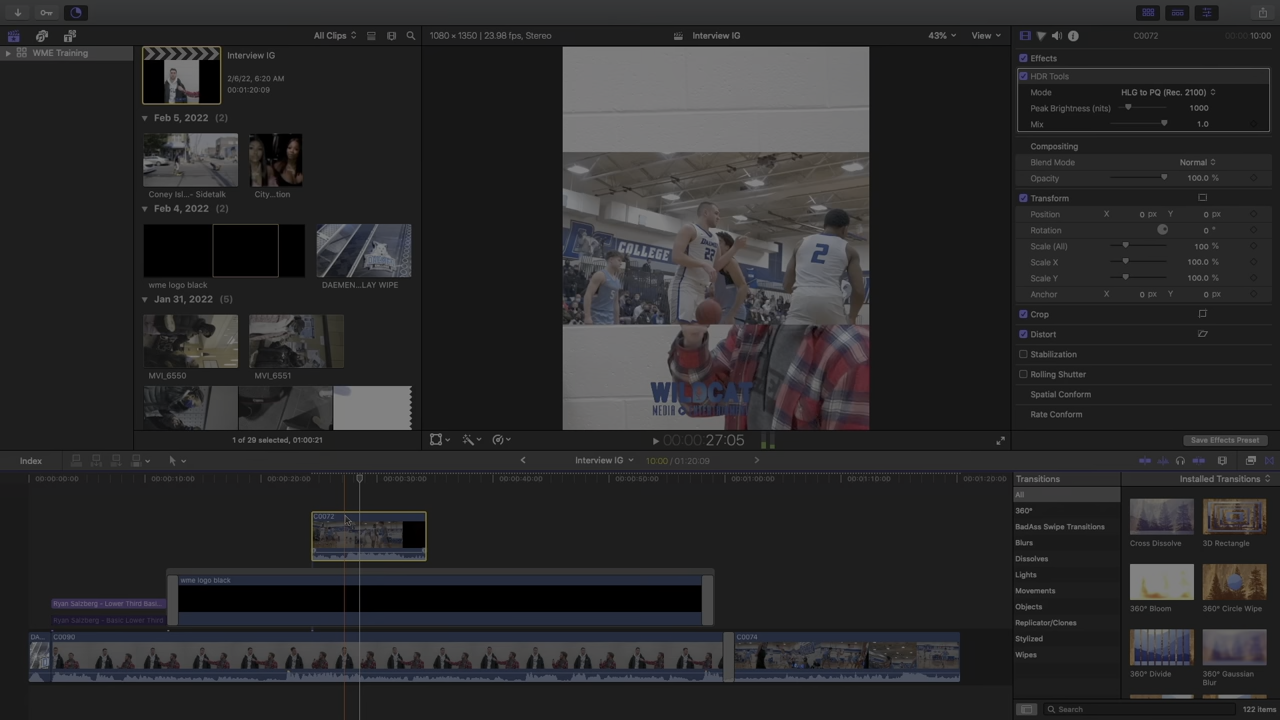 WME Training
All Clips
Interview IG
2/6/22, 6:20 AM
00:01:20:09
Feb 5, 2022 (2)
Coney Isl...- Sidetalk
City...tion
Feb 4, 2022 (2)
wme logo black
DAEMEN...LAY WIPE
Jan 31, 2022 (5)
MVI_6550
MVI_6551
1 of 29 selected, 01:00:21
1080 × 1350 | 23.98 fps, Stereo
Interview IG
43%
View
COLLEGE
DAEMEN
22
2
WILDCAT
00:00:00:27:05
C0072
00:00:10:00
Effects
HDR Tools
Mode HLG to PQ (Rec. 2100)
Peak Brightness (nits) 1000
Mix 1.0
Compositing
Blend Mode Normal
Opacity 100.0 %
Transform
Position X 0 px Y 0 px
Rotation 0 °
Scale (All) 100 %
Scale X 100.0 %
Scale Y 100.0 %
Anchor X 0 px Y 0 px
Crop
Distort
Stabilization
Rolling Shutter
Spatial Conform
Rate Conform
Save Effects Preset
Index
Interview IG
10:00 / 01:20:09
00:00:00:00
00:00:10:00
00:00:20:00
00:00:30:00
00:00:40:00
00:00:50:00
00:01:00:00
00:01:10:00
00:01:20:00
C0072
wme logo black
Ryan Salzberg - Lower Third Basi...
Ryan Salzberg - Basic Lower Third
DA...
C0090
C0074
Transitions
Installed Transitions
All
360°
BadAss Swipe Transitions
Blurs
Dissolves
Lights
Movements
Objects
Replicator/Clones
Stylized
Wipes
Cross Dissolve
3D Rectangle
360° Bloom
360° Circle Wipe
360° Divide
360° Gaussian
Blur
Search
122 items